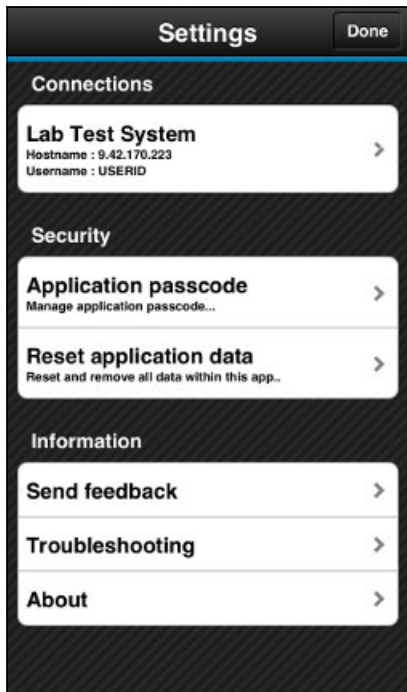 Settings
Done
Connections
Lab Test System
Hostname : 9.42.170.223
Username : USERID
Security
Application passcode
Manage application passcode...
Reset application data
Reset and remove all data within this app..
Information
Send feedback
Troubleshooting
About